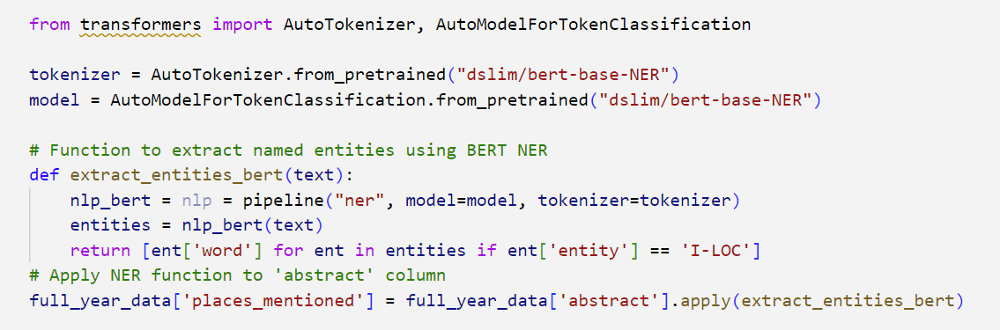 from transformers import AutoTokenizer, AutoModelForTokenClassification
tokenizer = AutoTokenizer.from_pretrained("dslim/bert-base-NER")
model = AutoModelForTokenClassification.from_pretrained("dslim/bert-base-NER")
# Function to extract named entities using BERT NER
def extract_entities_bert(text):
    nlp_bert = nlp = pipeline("ner", model=model, tokenizer=tokenizer)
    entities = nlp_bert(text)
    return [ent['word'] for ent in entities if ent['entity'] == 'I-LOC']
# Apply NER function to 'abstract' column
full_year_data['places_mentioned'] = full_year_data['abstract'].apply(extract_entities_bert)